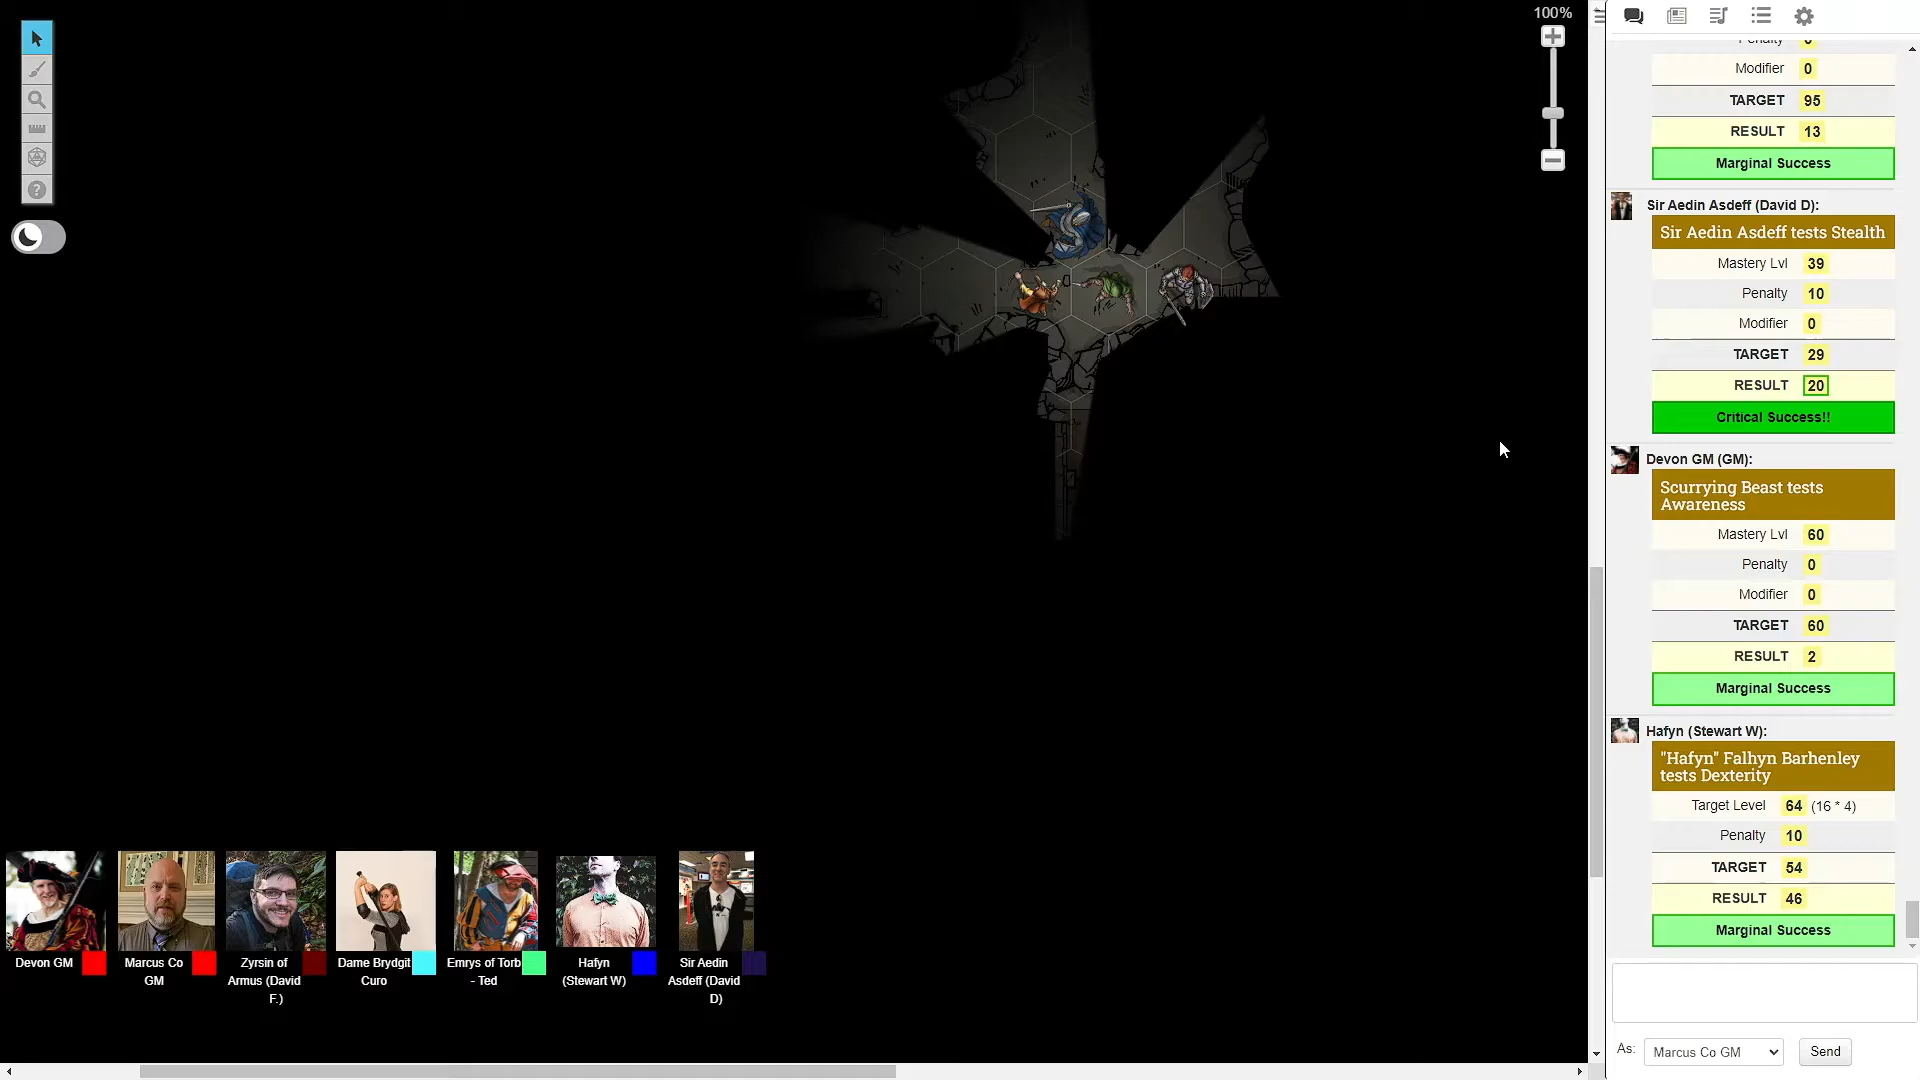 100%
Penalty 0
Modifier 0
TARGET 95
RESULT 13
Marginal Success
Sir Aedin Asdeff (David D):
Sir Aedin Asdeff tests Stealth
Mastery Lvl 39
Penalty 10
Modifier 0
TARGET 29
RESULT 20
Critical Success!!
Devon GM (GM):
Scurrying Beast tests
Awareness
Mastery Lvl 60
Penalty 0
Modifier 0
TARGET 60
RESULT 2
Marginal Success
Hafyn (Stewart W):
"Hafyn" Falhyn Barhenley
tests Dexterity
Target Level 64 (16 * 4)
Penalty 10
TARGET 54
RESULT 46
Marginal Success
Devon GM
Marcus Co
GM
Zyrsin of
Armus (David
F.)
Dame Brydgit
Curo
Emrys of Torb
- Ted
Hafyn
(Stewart W)
Sir Aedin
Asdeff (David
D)
As: Marcus Co GM Send